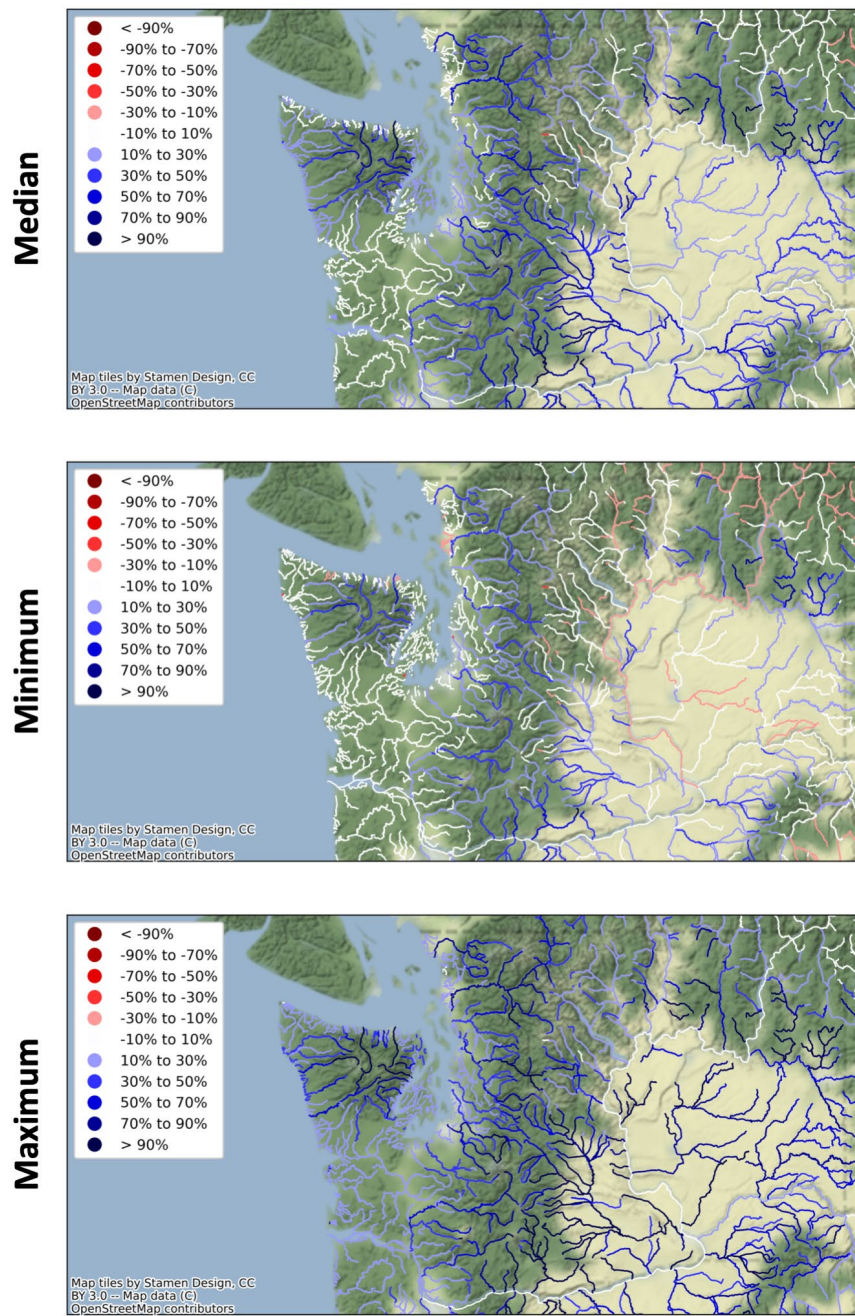 Median
< -90%
-90% to -70%
-70% to -50%
-50% to -30%
-30% to -10%
-10% to 10%
10% to 30%
30% to 50%
50% to 70%
70% to 90%
> 90%
Map tiles by Stamen Design, CC
BY 3.0 -- Map data (C)
OpenStreetMap contributors
Minimum
< -90%
-90% to -70%
-70% to -50%
-50% to -30%
-30% to -10%
-10% to 10%
10% to 30%
30% to 50%
50% to 70%
70% to 90%
> 90%
Map tiles by Stamen Design, CC
BY 3.0 -- Map data (C)
OpenStreetMap contributors
Maximum
< -90%
-90% to -70%
-70% to -50%
-50% to -30%
-30% to -10%
-10% to 10%
10% to 30%
30% to 50%
50% to 70%
70% to 90%
> 90%
Map tiles by Stamen Design, CC
BY 3.0 -- Map data (C)
OpenStreetMap contributors